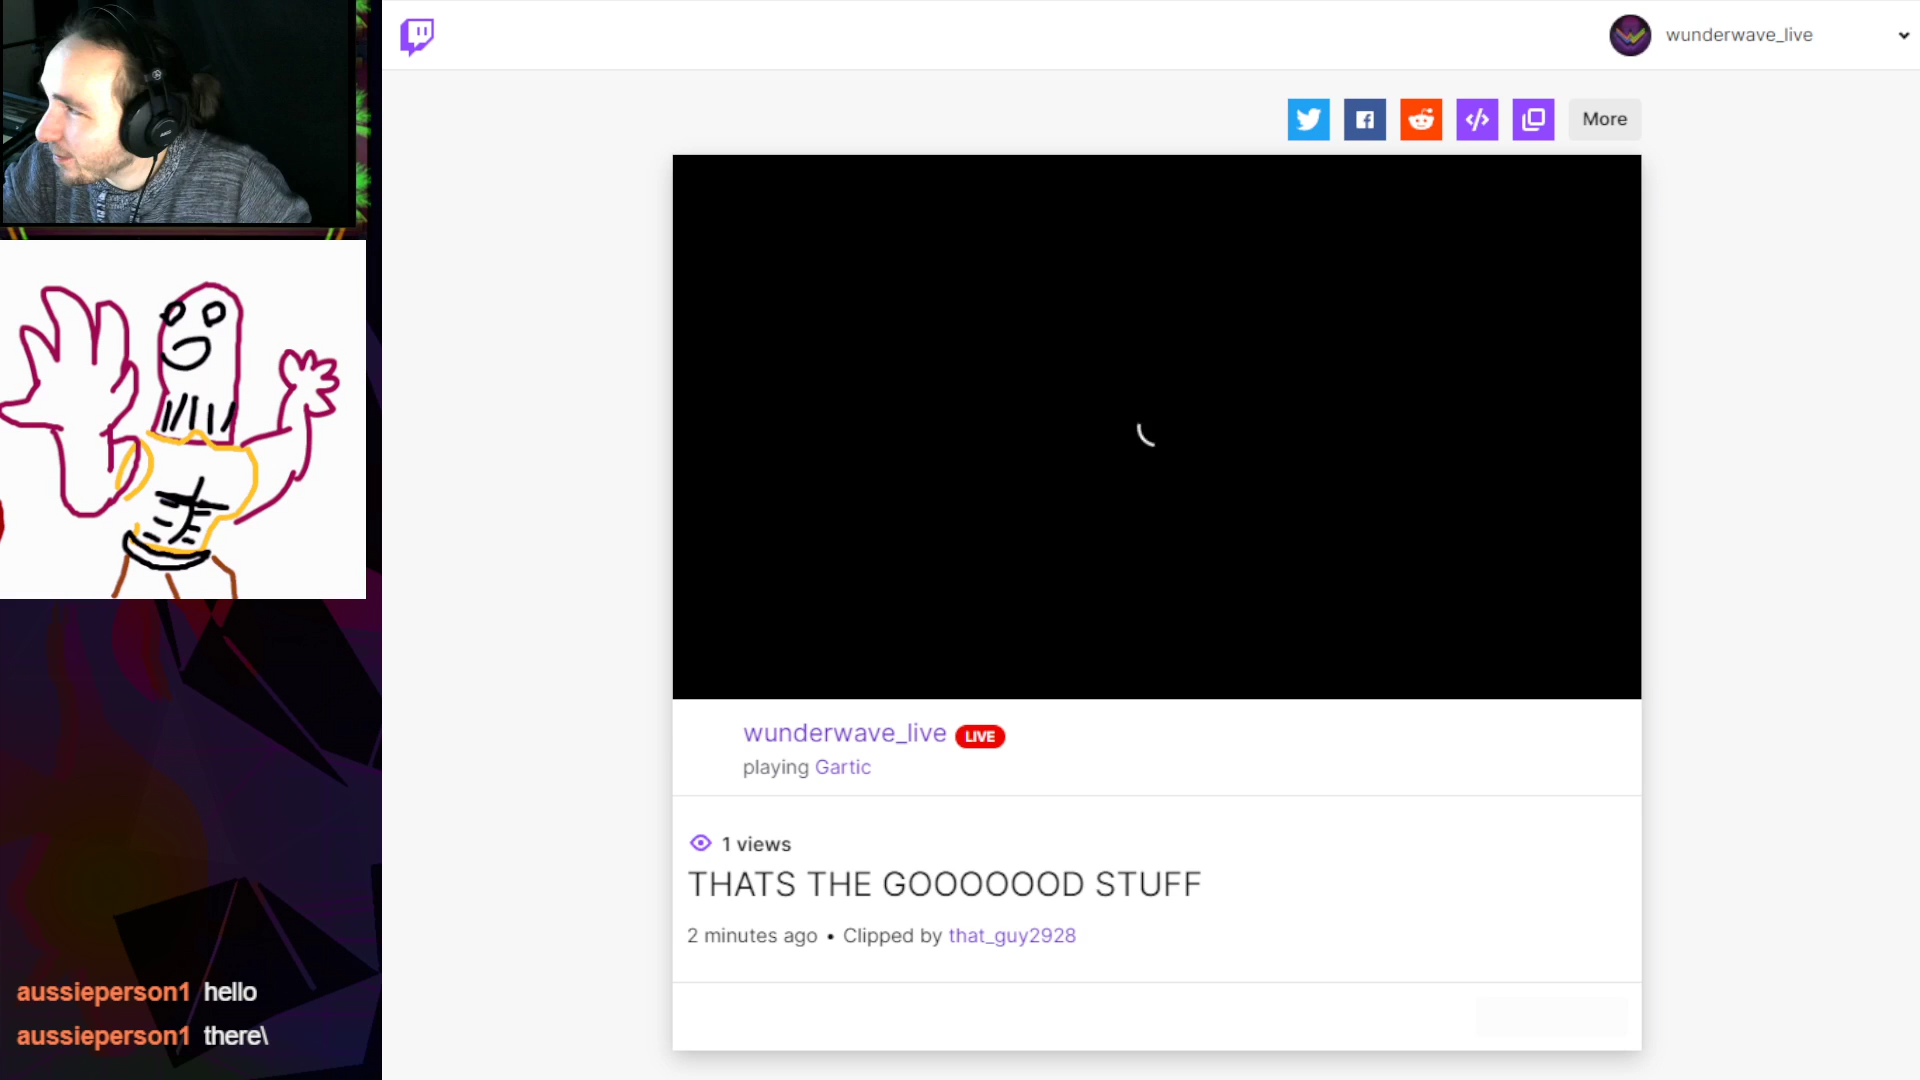 wunderwave_live
More
wunderwave_live LIVE
playing Gartic
1 views
THATS THE GOOOOOOD STUFF
2 minutes ago • Clipped by that_guy2928
aussieperson1 hello
aussieperson1 there\